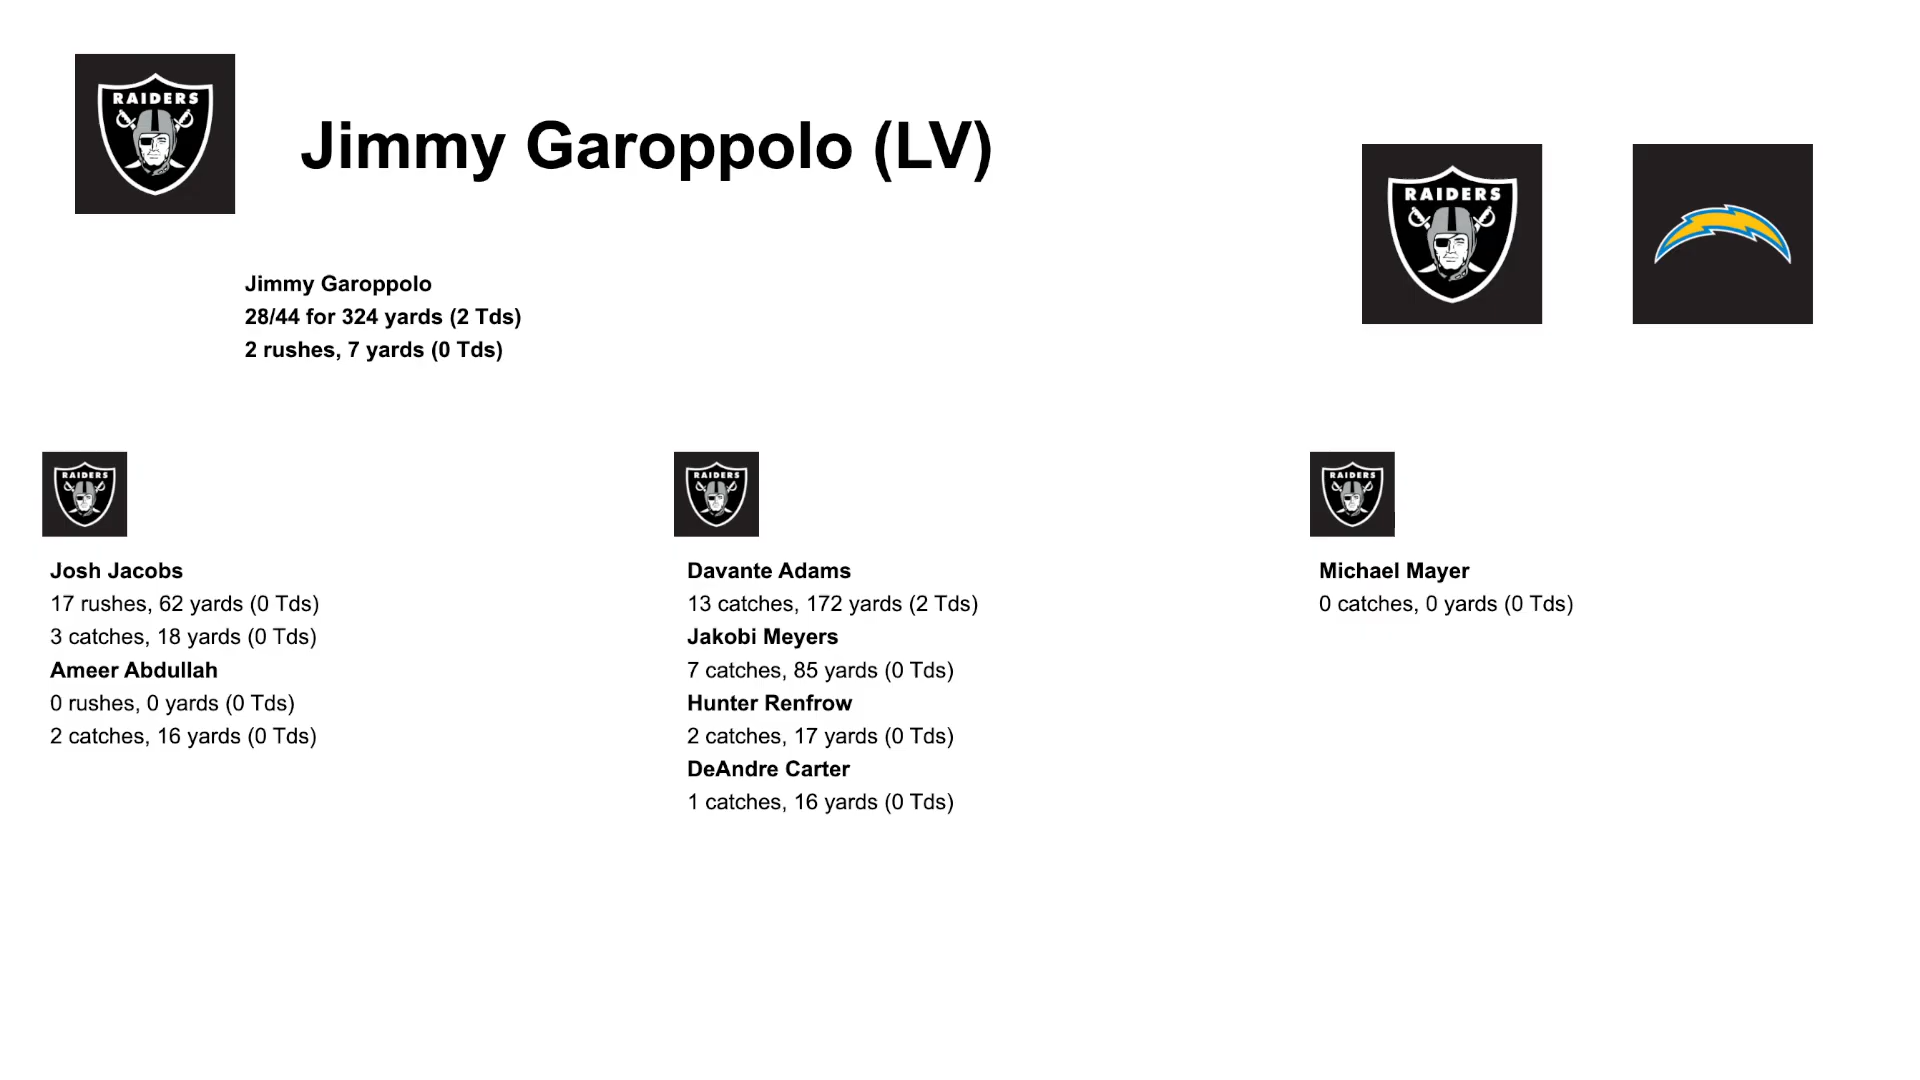 RAIDERS
Jimmy Garoppolo (LV)
RAIDERS
Jimmy Garoppolo
28/44 for 324 yards (2 Tds)
2 rushes, 7 yards (0 Tds)
RAIDERS
Josh Jacobs
17 rushes, 62 yards (0 Tds)
3 catches, 18 yards (0 Tds)
Ameer Abdullah
0 rushes, 0 yards (0 Tds)
2 catches, 16 yards (0 Tds)
RAIDERS
Davante Adams
13 catches, 172 yards (2 Tds)
Jakobi Meyers
7 catches, 85 yards (0 Tds)
Hunter Renfrow
2 catches, 17 yards (0 Tds)
DeAndre Carter
1 catches, 16 yards (0 Tds)
RAIDERS
Michael Mayer
0 catches, 0 yards (0 Tds)